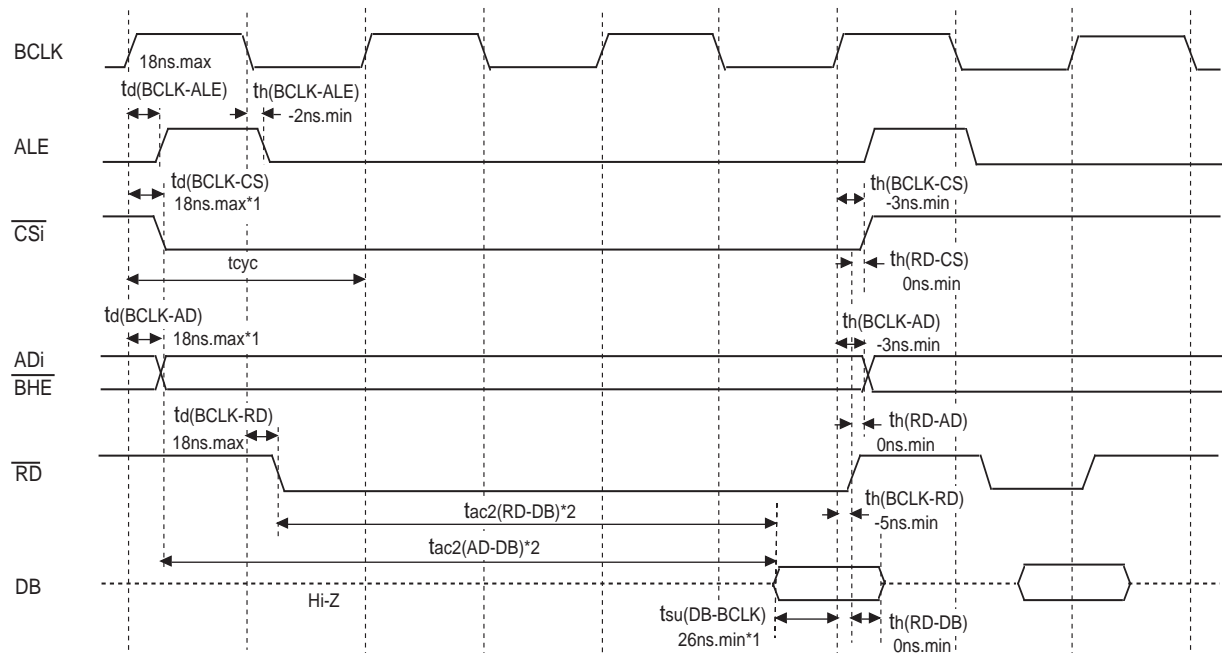 BCLK
18ns.max
td(BCLK-ALE)
th(BCLK-ALE)
-2ns.min
ALE
td(BCLK-CS)
18ns.max*1
th(BCLK-CS)
-3ns.min
CSi
tcyc
th(RD-CS)
0ns.min
td(BCLK-AD)
18ns.max*1
th(BCLK-AD)
-3ns.min
ADi
BHE
td(BCLK-RD)
18ns.max
th(RD-AD)
0ns.min
RD
th(BCLK-RD)
-5ns.min
tac2(RD-DB)*2
tac2(AD-DB)*2
DB
Hi-Z
tsu(DB-BCLK)
26ns.min*1
th(RD-DB)
0ns.min